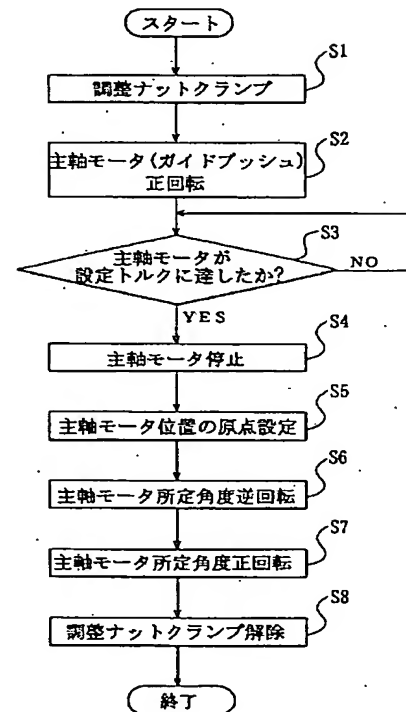 スタート
S1
調整ナットクランプ
S2
主軸モータ(ガイドブッシュ)
正回転
S3
主軸モータが
設定トルクに達したか?
NO
YES
S4
主軸モータ停止
S5
主軸モータ位置の原点設定
S6
主軸モータ所定角度逆回転
S7
主軸モータ所定角度正回転
S8
調整ナットクランプ解除
終了